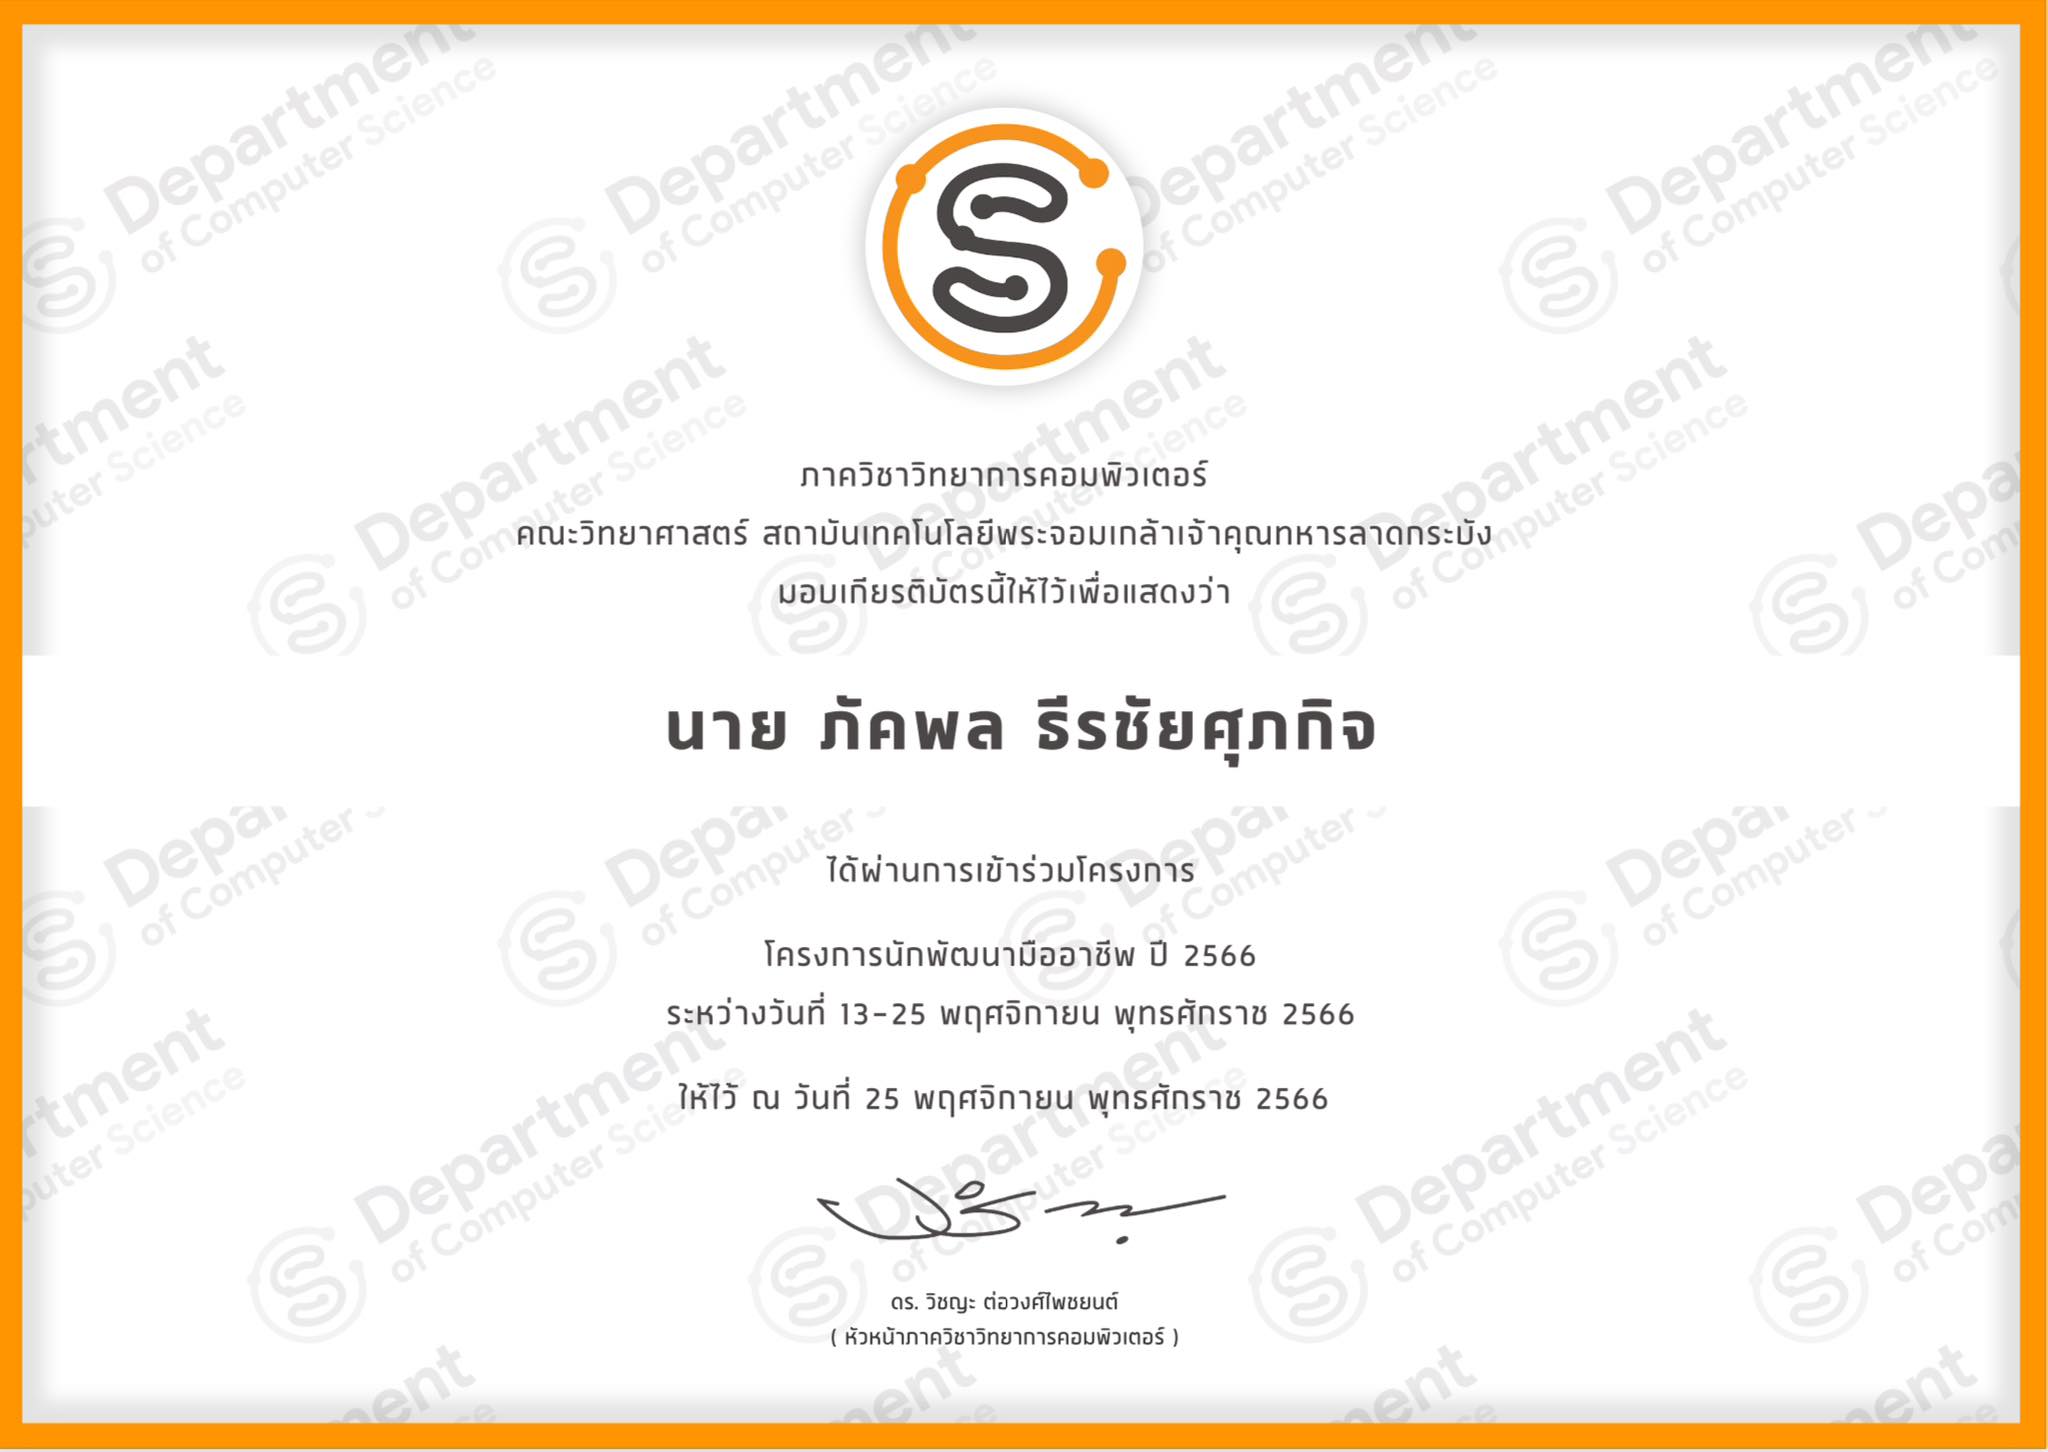 ภาควิชาวิทยาการคอมพิวเตอร์
คณะวิทยาศาสตร์ สถาบันเทคโนโลยีพระจอมเกล้าเจ้าคุณทหารลาดกระบัง
มอบเกียรติบัตรนี้ให้ไว้เพื่อแสดงว่า
นาย ภัคพล ธีรชัยศุภกิจ
ได้ผ่านการเข้าร่วมโครงการ
โครงการนักพัฒนามืออาชีพ ปี 2566
ระหว่างวันที่ 13-25 พฤศจิกายน พุทธศักราช 2566
ให้ไว้ ณ วันที่ 25 พฤศจิกายน พุทธศักราช 2566
ดร. วิชญะ ต่อวงศ์ไพชยนต์
( หัวหน้าภาควิชาวิทยาการคอมพิวเตอร์ )
Department
of Computer Science